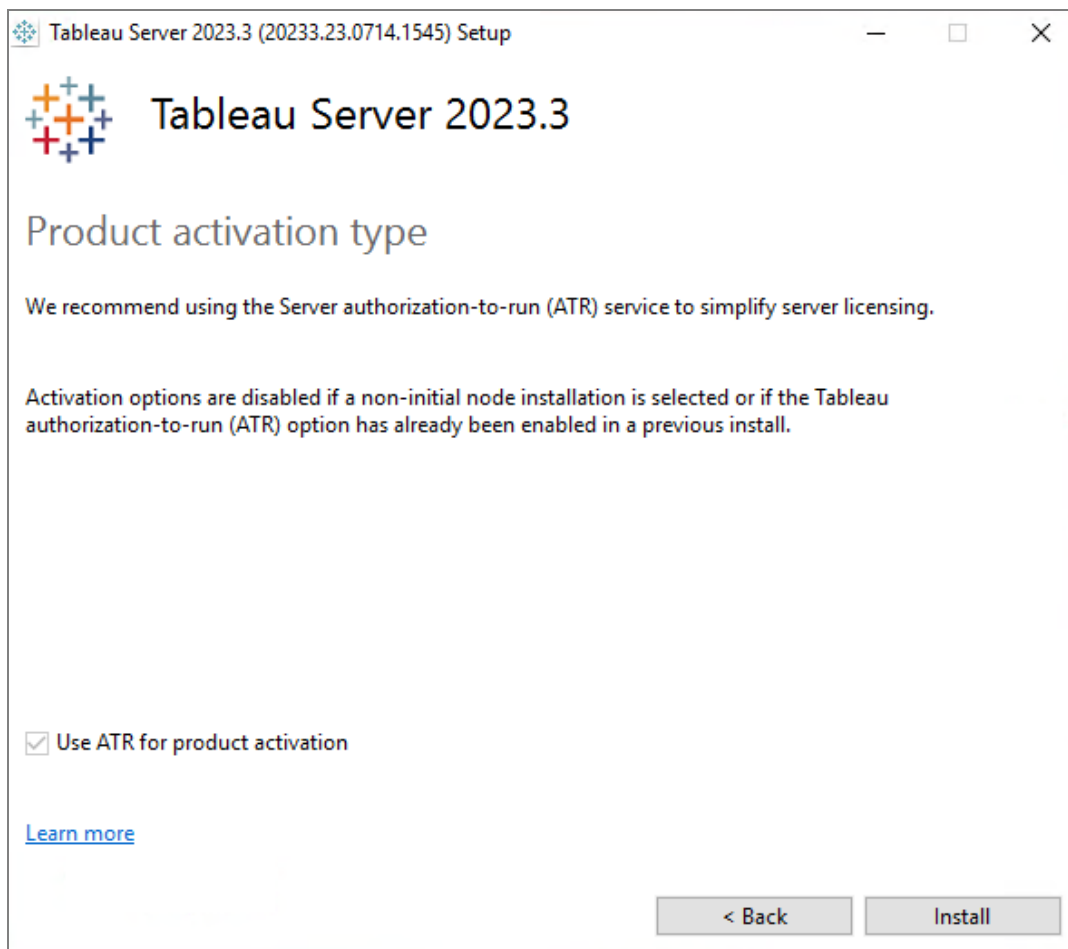 Tableau Server 2023.3 (20233.23.0714.1545) Setup
Tableau Server 2023.3
Product activation type
We recommend using the Server authorization-to-run (ATR) service to simplify server licensing.
Activation options are disabled if a non-initial node installation is selected or if the Tableau
authorization-to-run (ATR) option has already been enabled in a previous install.
Use ATR for product activation
Learn more
< Back
Install